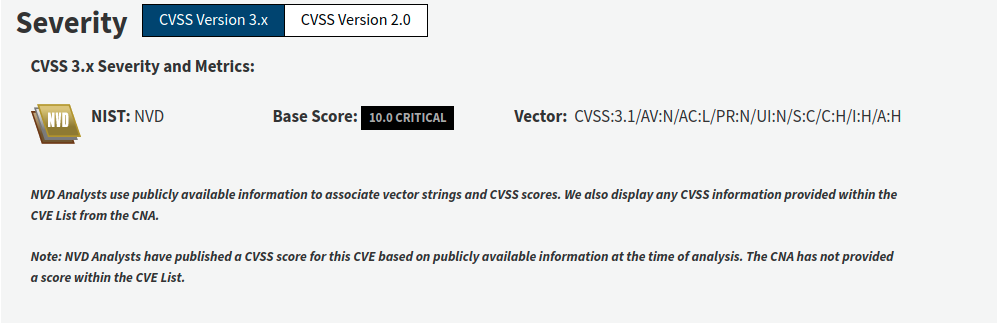 Severity CVSS Version 3.x CVSS Version 2.0
CVSS 3.x Severity and Metrics:
NVD NIST: NVD Base Score: 10.0 CRITICAL Vector: CVSS:3.1/AV:N/AC:L/PR:N/UI:N/S:C/C:H/I:H/A:H
NVD Analysts use publicly available information to associate vector strings and CVSS scores. We also display any CVSS information provided within the
CVE List from the CNA.
Note: NVD Analysts have published a CVSS score for this CVE based on publicly available information at the time of analysis. The CNA has not provided
a score within the CVE List.